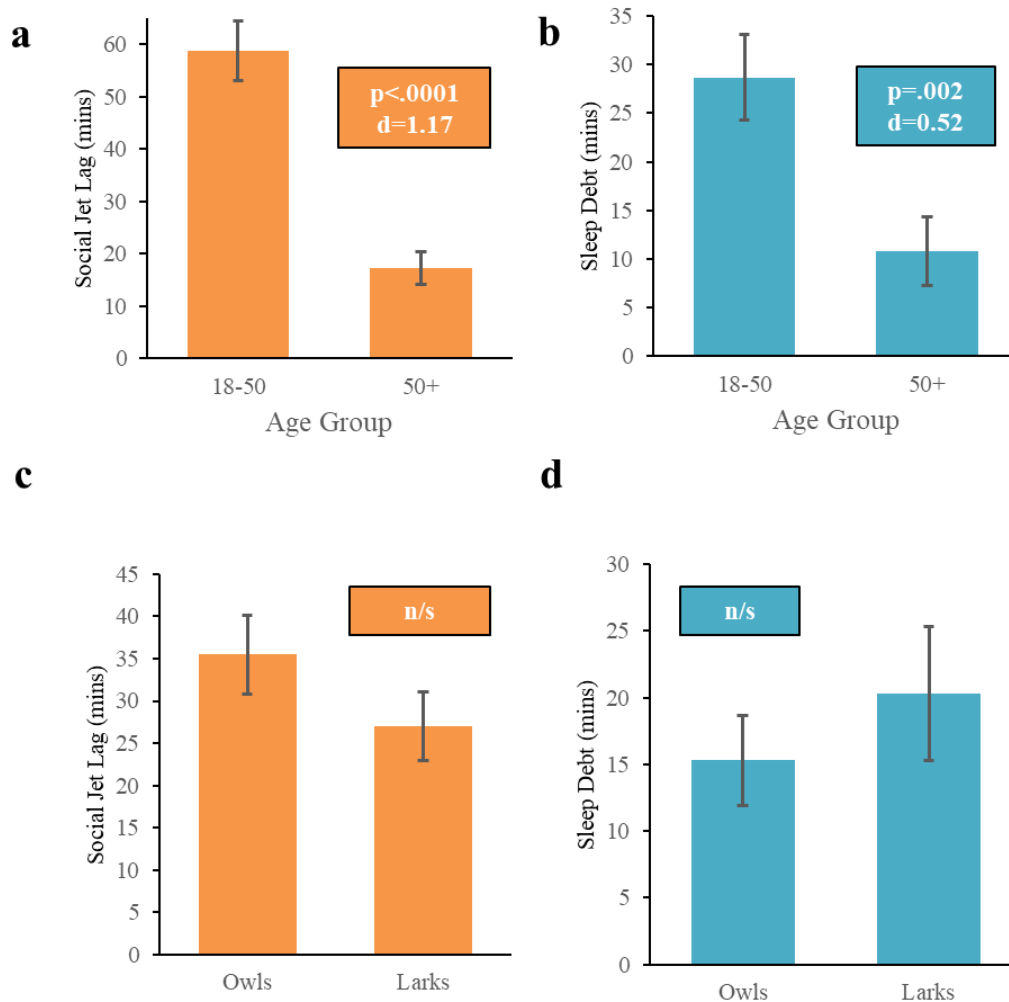 a
Social Jet Lag (mins)
60
50
40
30
20
10
0
p<.0001
d=1.17
18-50
50+
Age Group
b
Sleep Debt (mins)
35
30
25
20
15
10
5
0
p=.002
d=0.52
18-50
50+
Age Group
c
Social Jet Lag (mins)
45
40
35
30
25
20
15
10
5
0
n/s
Owls
Larks
d
Sleep Debt (mins)
30
25
20
15
10
5
0
n/s
Owls
Larks